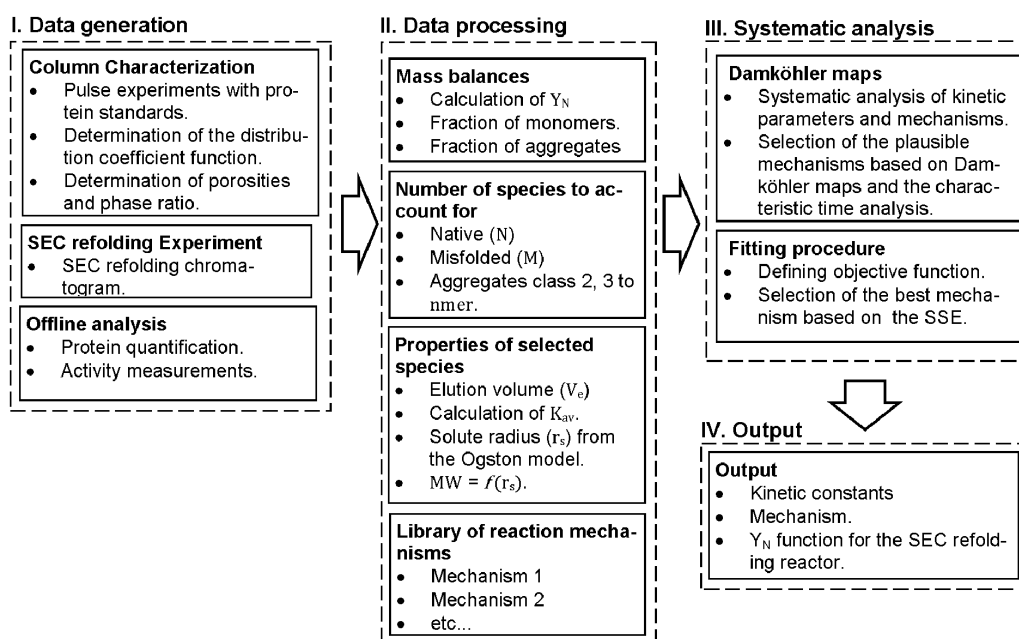 I. Data generation
Column Characterization
• Pulse experiments with pro-
tein standards.
• Determination of the distribu-
tion coefficient function.
• Determination of porosities
and phase ratio.
SEC refolding Experiment
• SEC refolding chroma-
togram.
Offline analysis
• Protein quantification.
• Activity measurements.
II. Data processing
Mass balances
• Calculation of Y_N
• Fraction of monomers.
• Fraction of aggregates
Number of species to ac-
count for
• Native (N)
• Misfolded (M)
• Aggregates class 2, 3 to
nmer.
Properties of selected
species
• Elution volume (V_e)
• Calculation of K_av.
• Solute radius (r_s) from
the Ogston model.
• MW = f(r_s).
Library of reaction mecha-
nisms
• Mechanism 1
• Mechanism 2
• etc...
III. Systematic analysis
Damköhler maps
• Systematic analysis of kinetic
parameters and mechanisms.
• Selection of the plausible
mechanisms based on Dam-
köhler maps and the charac-
teristic time analysis.
Fitting procedure
• Defining objective function.
• Selection of the best mecha-
nism based on the SSE.
IV. Output
Output
• Kinetic constants
• Mechanism.
• Y_N function for the SEC refold-
ing reactor.